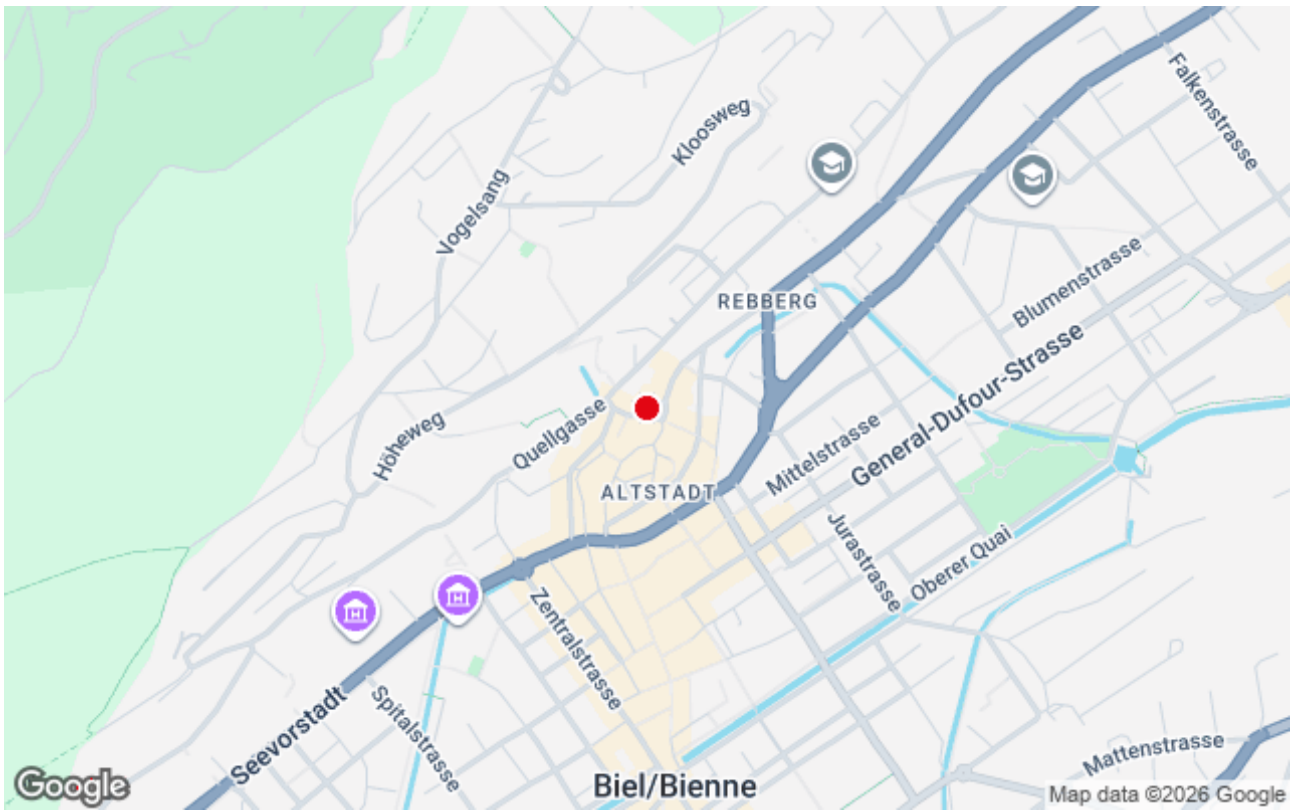 Falkenstrasse
Kloosweg
Vogelsang
Blumenstrasse
REBBERG
General-Dufour-Strasse
Höheweg
Quellgasse
Mittelstrasse
ALTSTADT
Jurastrasse
Oberer Quai
Zentralstrasse
Seevorstadt
Spitalstrasse
Mattenstrasse
Biel/Bienne
Google
Map data ©2026 Google